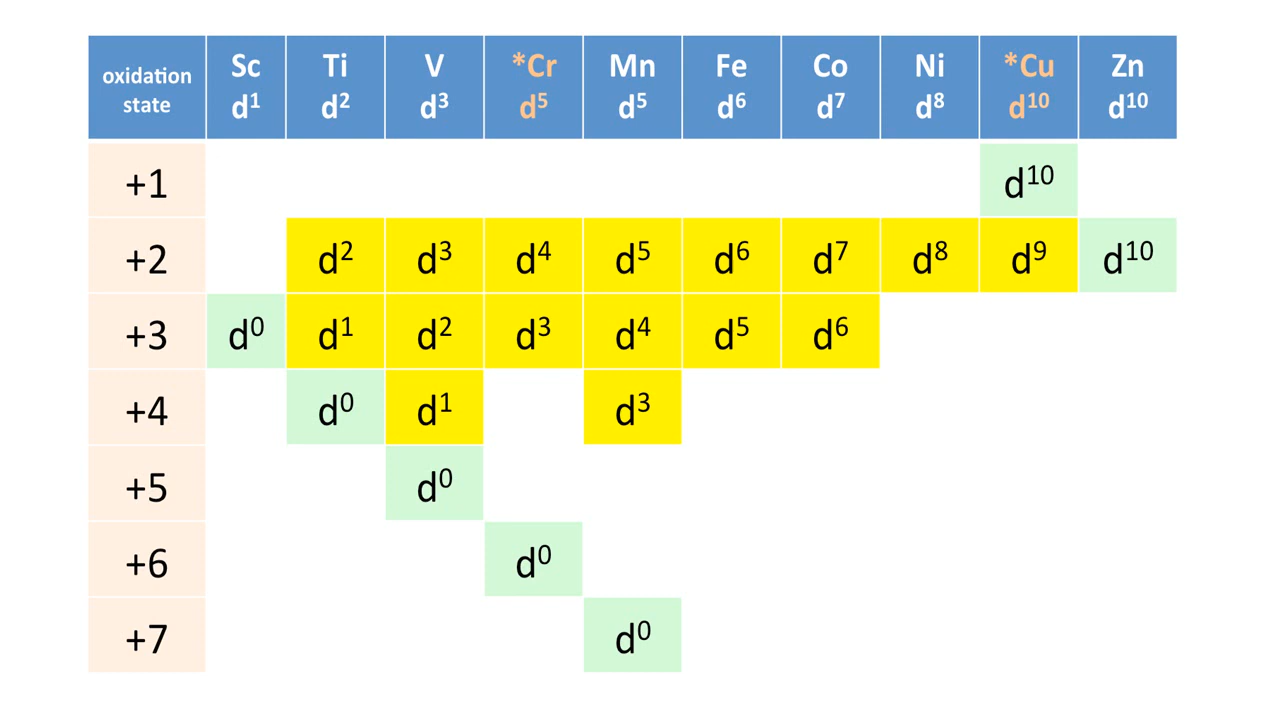 oxidation state Sc Ti V *Cr Mn Fe Co Ni *Cu Zn
d¹ d² d³ d⁵ d⁵ d⁶ d⁷ d⁸ d¹⁰ d¹⁰
+1 d¹⁰
+2 d² d³ d⁴ d⁵ d⁶ d⁷ d⁸ d⁹ d¹⁰
+3 d⁰ d¹ d² d³ d⁴ d⁵ d⁶
+4 d⁰ d¹ d³
+5 d⁰
+6 d⁰
+7 d⁰